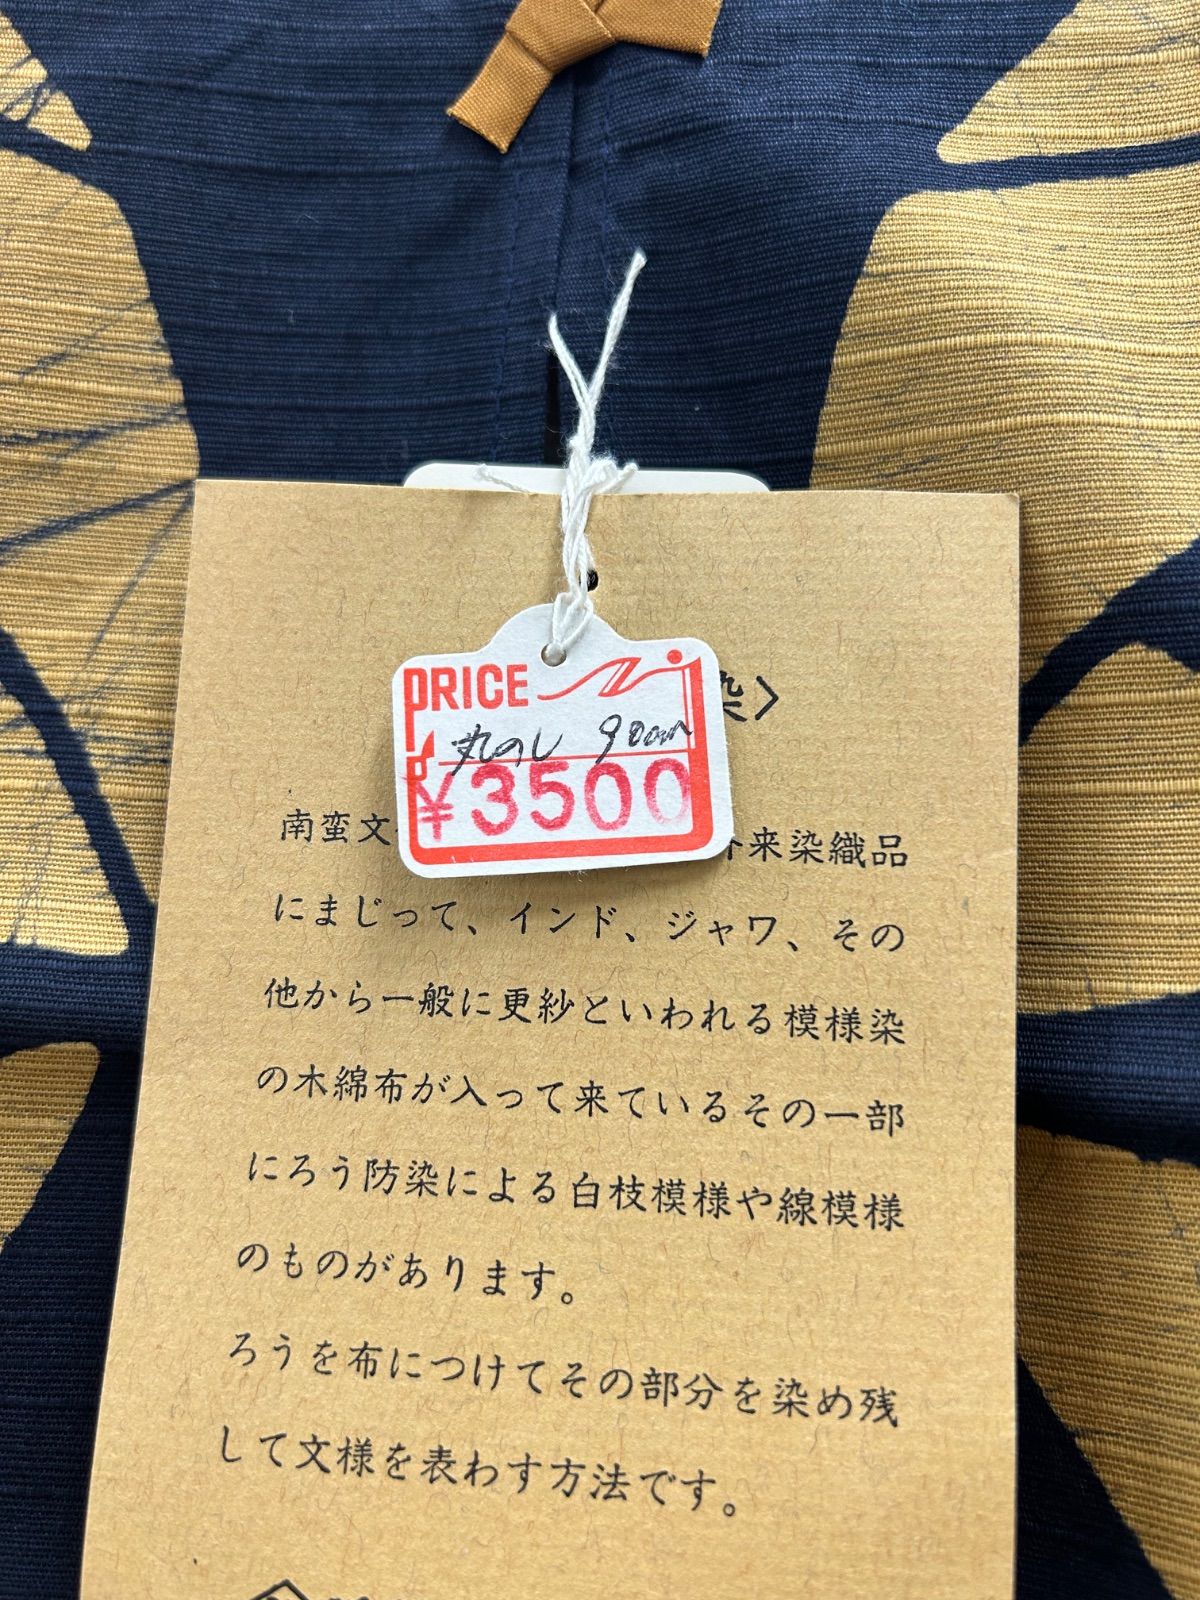 染〉
PRICE
丸のし 90cm
¥3500
南蛮文 来染織品
にまじって、インド、ジャワ、その
他から一般に更紗といわれる模様染
の木綿布が入って来ているその一部
にろう防染による白枝模様や線模様
のものがあります。
ろうを布につけてその部分を染め残
して文様を表わす方法です。